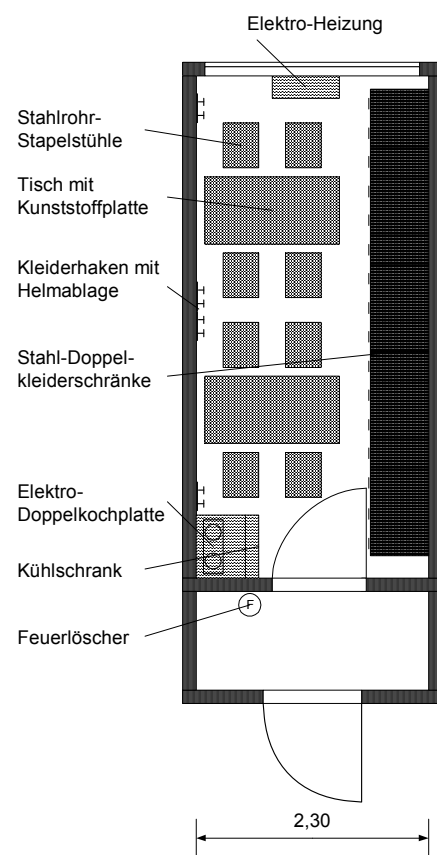 Elektro-Heizung
Stahlrohr-
Stapelstühle
Tisch mit
Kunststoffplatte
Kleiderhaken mit
Helmablage
Stahl-Doppel-
kleiderschränke
Elektro-
Doppelkochplatte
Kühlschrank
Feuerlöscher
F
2,30